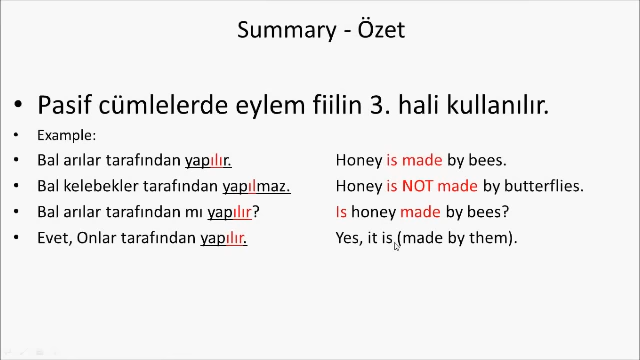 Summary - Özet
• Pasif cümlelerde eylem fiilin 3. hali kullanılır.
• Example:
• Bal arılar tarafından yapılır. Honey is made by bees.
• Bal kelebekler tarafından yapılmaz. Honey is NOT made by butterflies.
• Bal arılar tarafından mı yapılır? Is honey made by bees?
• Evet, Onlar tarafından yapılır. Yes, it is (made by them).